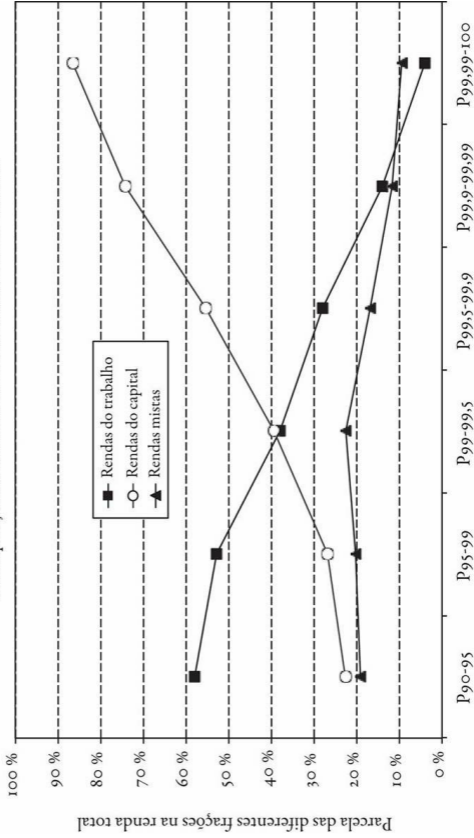 100 %
90 %
80 %
70 %
60 %
50 %
40 %
30 %
20 %
10 %
0%
Parcela das diferentes frações na renda total
Rendas do trabalho
Rendas do capital
Rendas mistas
P90-95
P95-99
P99-99,5
P99,5-99,9
P99,9-99,99
P99,99-100